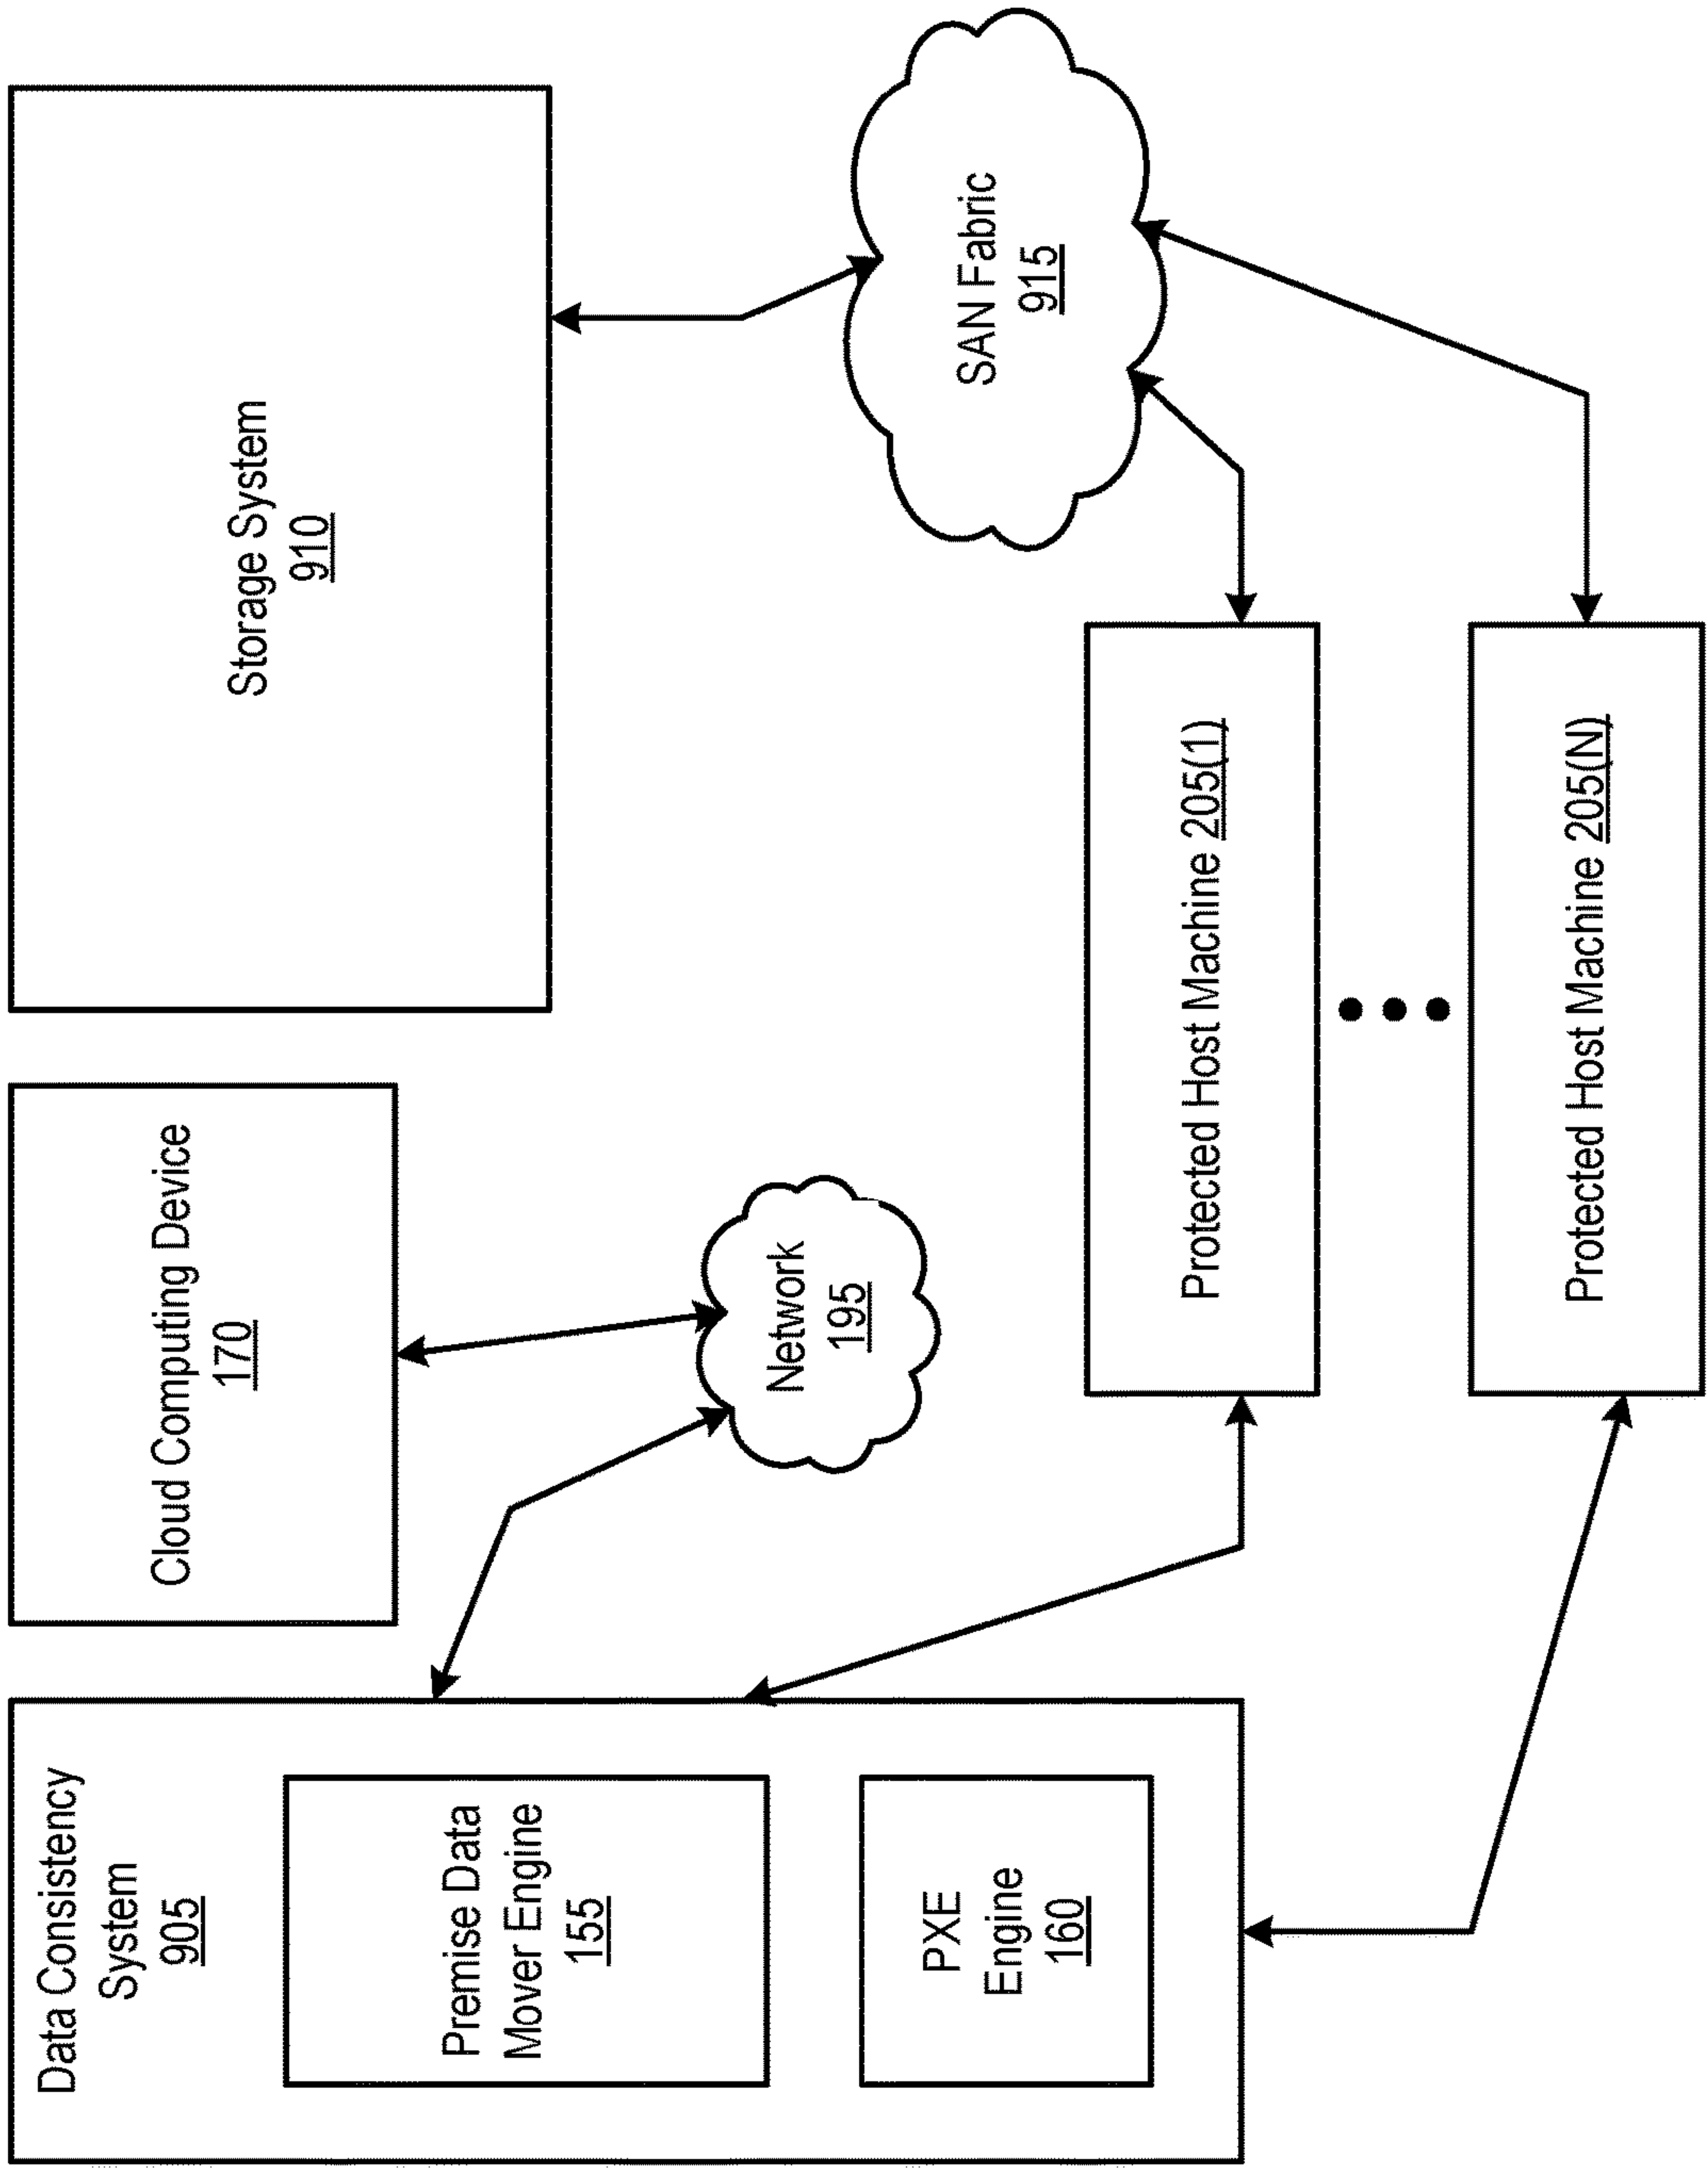 Data Consistency
System
905
Premise Data
Mover Engine
155
PXE
Engine
160
Cloud Computing Device
170
Network
195
Storage System
910
SAN Fabric
915
Protected Host Machine 205(1)
Protected Host Machine 205(N)